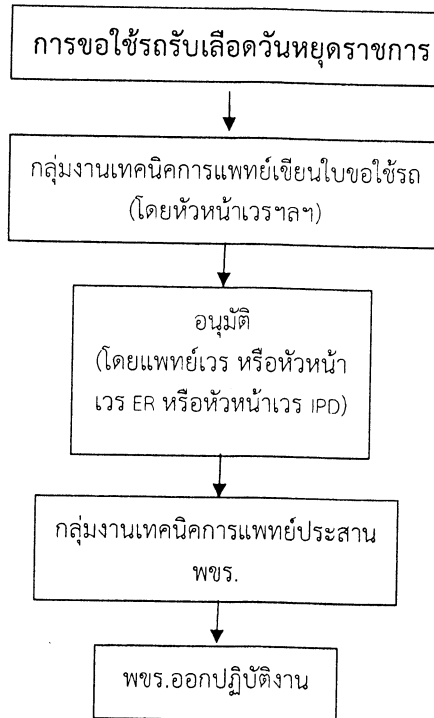 การขอใช้รถรับเลือดวันหยุดราชการ
กลุ่มงานเทคนิคการแพทย์เขียนใบขอใช้รถ
(โดยหัวหน้าเวรฯลฯ)
อนุมัติ
(โดยแพทย์เวร หรือหัวหน้า
เวร ER หรือหัวหน้าเวร IPD)
กลุ่มงานเทคนิคการแพทย์ประสาน
พขร.
พขร.ออกปฏิบัติงาน